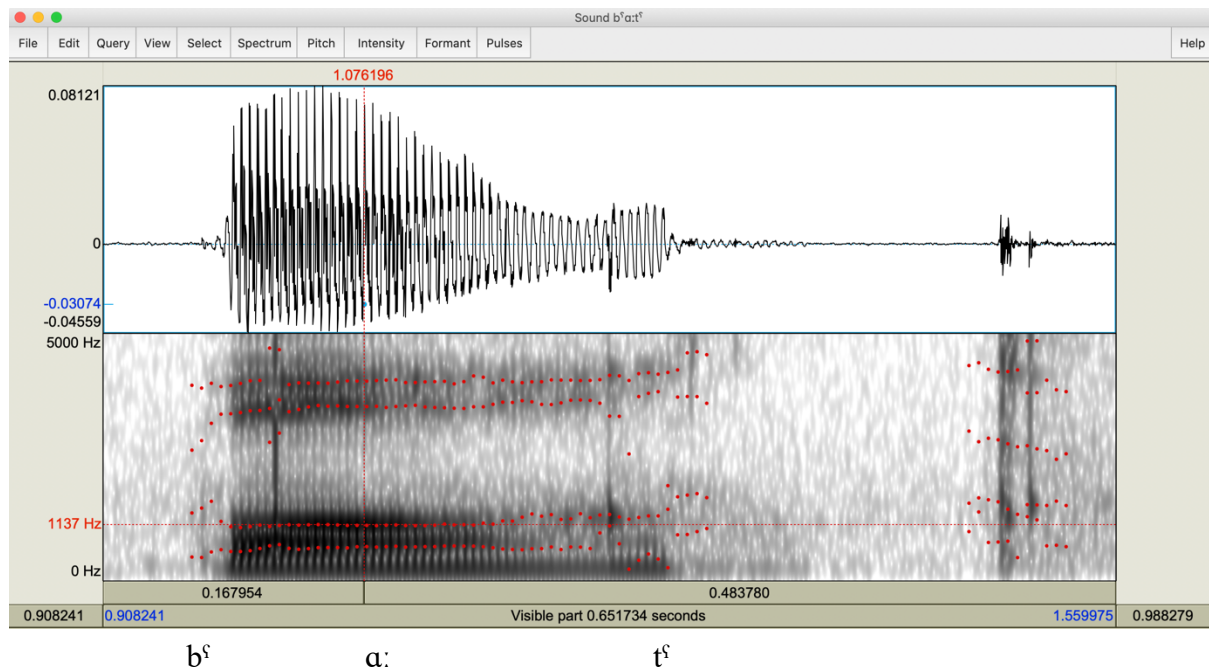 Sound bˤɑːtˤ
File Edit Query View Select Spectrum Pitch Intensity Formant Pulses Help
1.076196
0.08121
0
-0.03074
-0.04559
5000 Hz
1137 Hz
0 Hz
0.167954 0.483780
0.908241 0.908241 Visible part 0.651734 seconds 1.559975 0.988279
bˤ ɑː tˤ